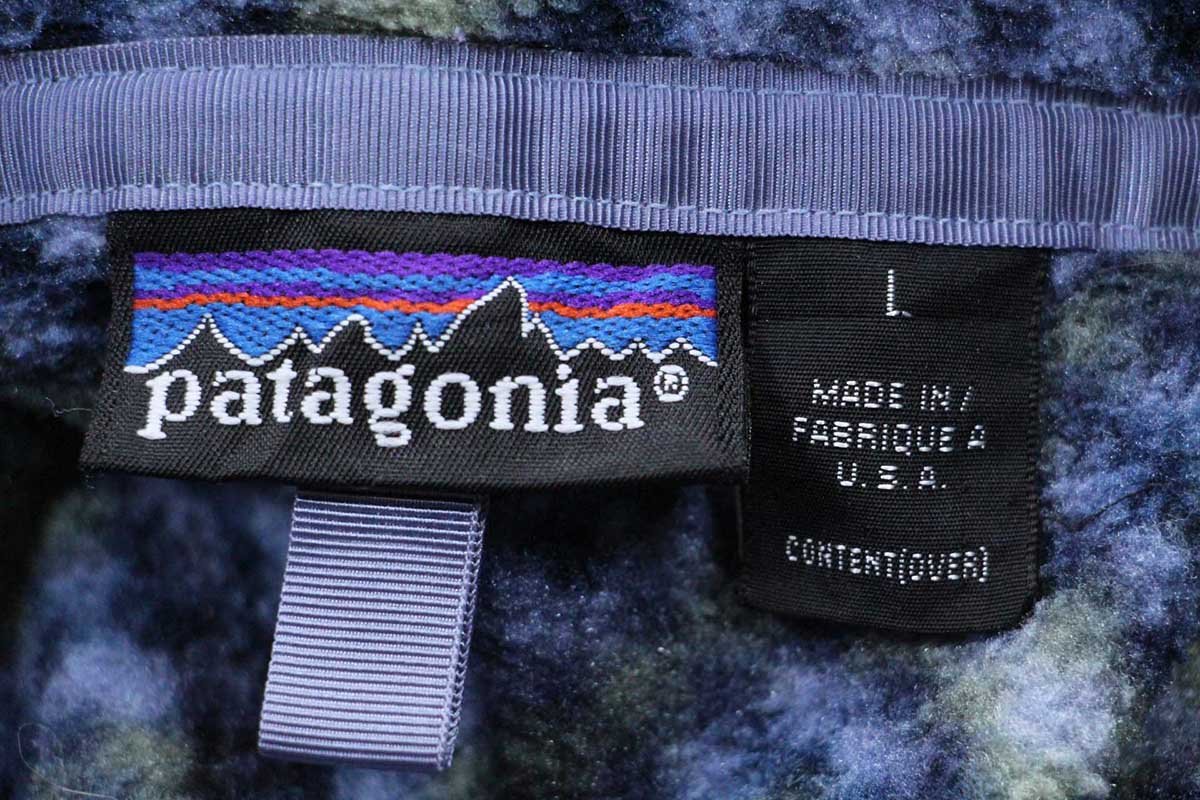 patagonia®
L
MADE IN /
FABRIQUE A
U.S.A.
CONTENT(OVER)